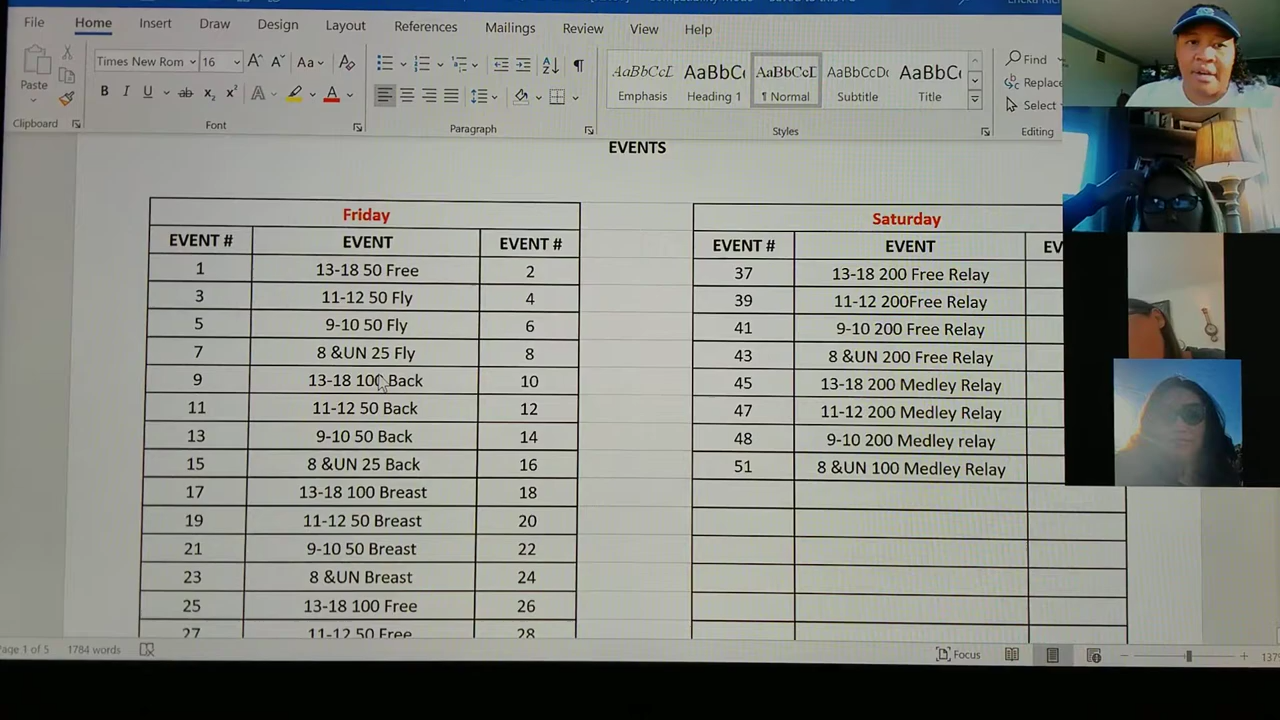 File Home Insert Draw Design Layout References Mailings Review View Help
Times New Rom 16 Aa
Paste
B I U ab x₂ x² A A
AaBbCcL AaBbC( AaBbCcI AaBbCcDc AaBbC(
Emphasis Heading 1 ¶ Normal Subtitle Title
Find
Replace
Select
Clipboard Font Paragraph Styles Editing
EVENTS
Friday
EVENT # EVENT EVENT #
1 13-18 50 Free 2
3 11-12 50 Fly 4
5 9-10 50 Fly 6
7 8 &UN 25 Fly 8
9 13-18 100 Back 10
11 11-12 50 Back 12
13 9-10 50 Back 14
15 8 &UN 25 Back 16
17 13-18 100 Breast 18
19 11-12 50 Breast 20
21 9-10 50 Breast 22
23 8 &UN Breast 24
25 13-18 100 Free 26
27 11-12 50 Free 28
Saturday
EVENT # EVENT EV
37 13-18 200 Free Relay
39 11-12 200Free Relay
41 9-10 200 Free Relay
43 8 &UN 200 Free Relay
45 13-18 200 Medley Relay
47 11-12 200 Medley Relay
48 9-10 200 Medley relay
51 8 &UN 100 Medley Relay
age 1 of 5 1784 words Focus 137